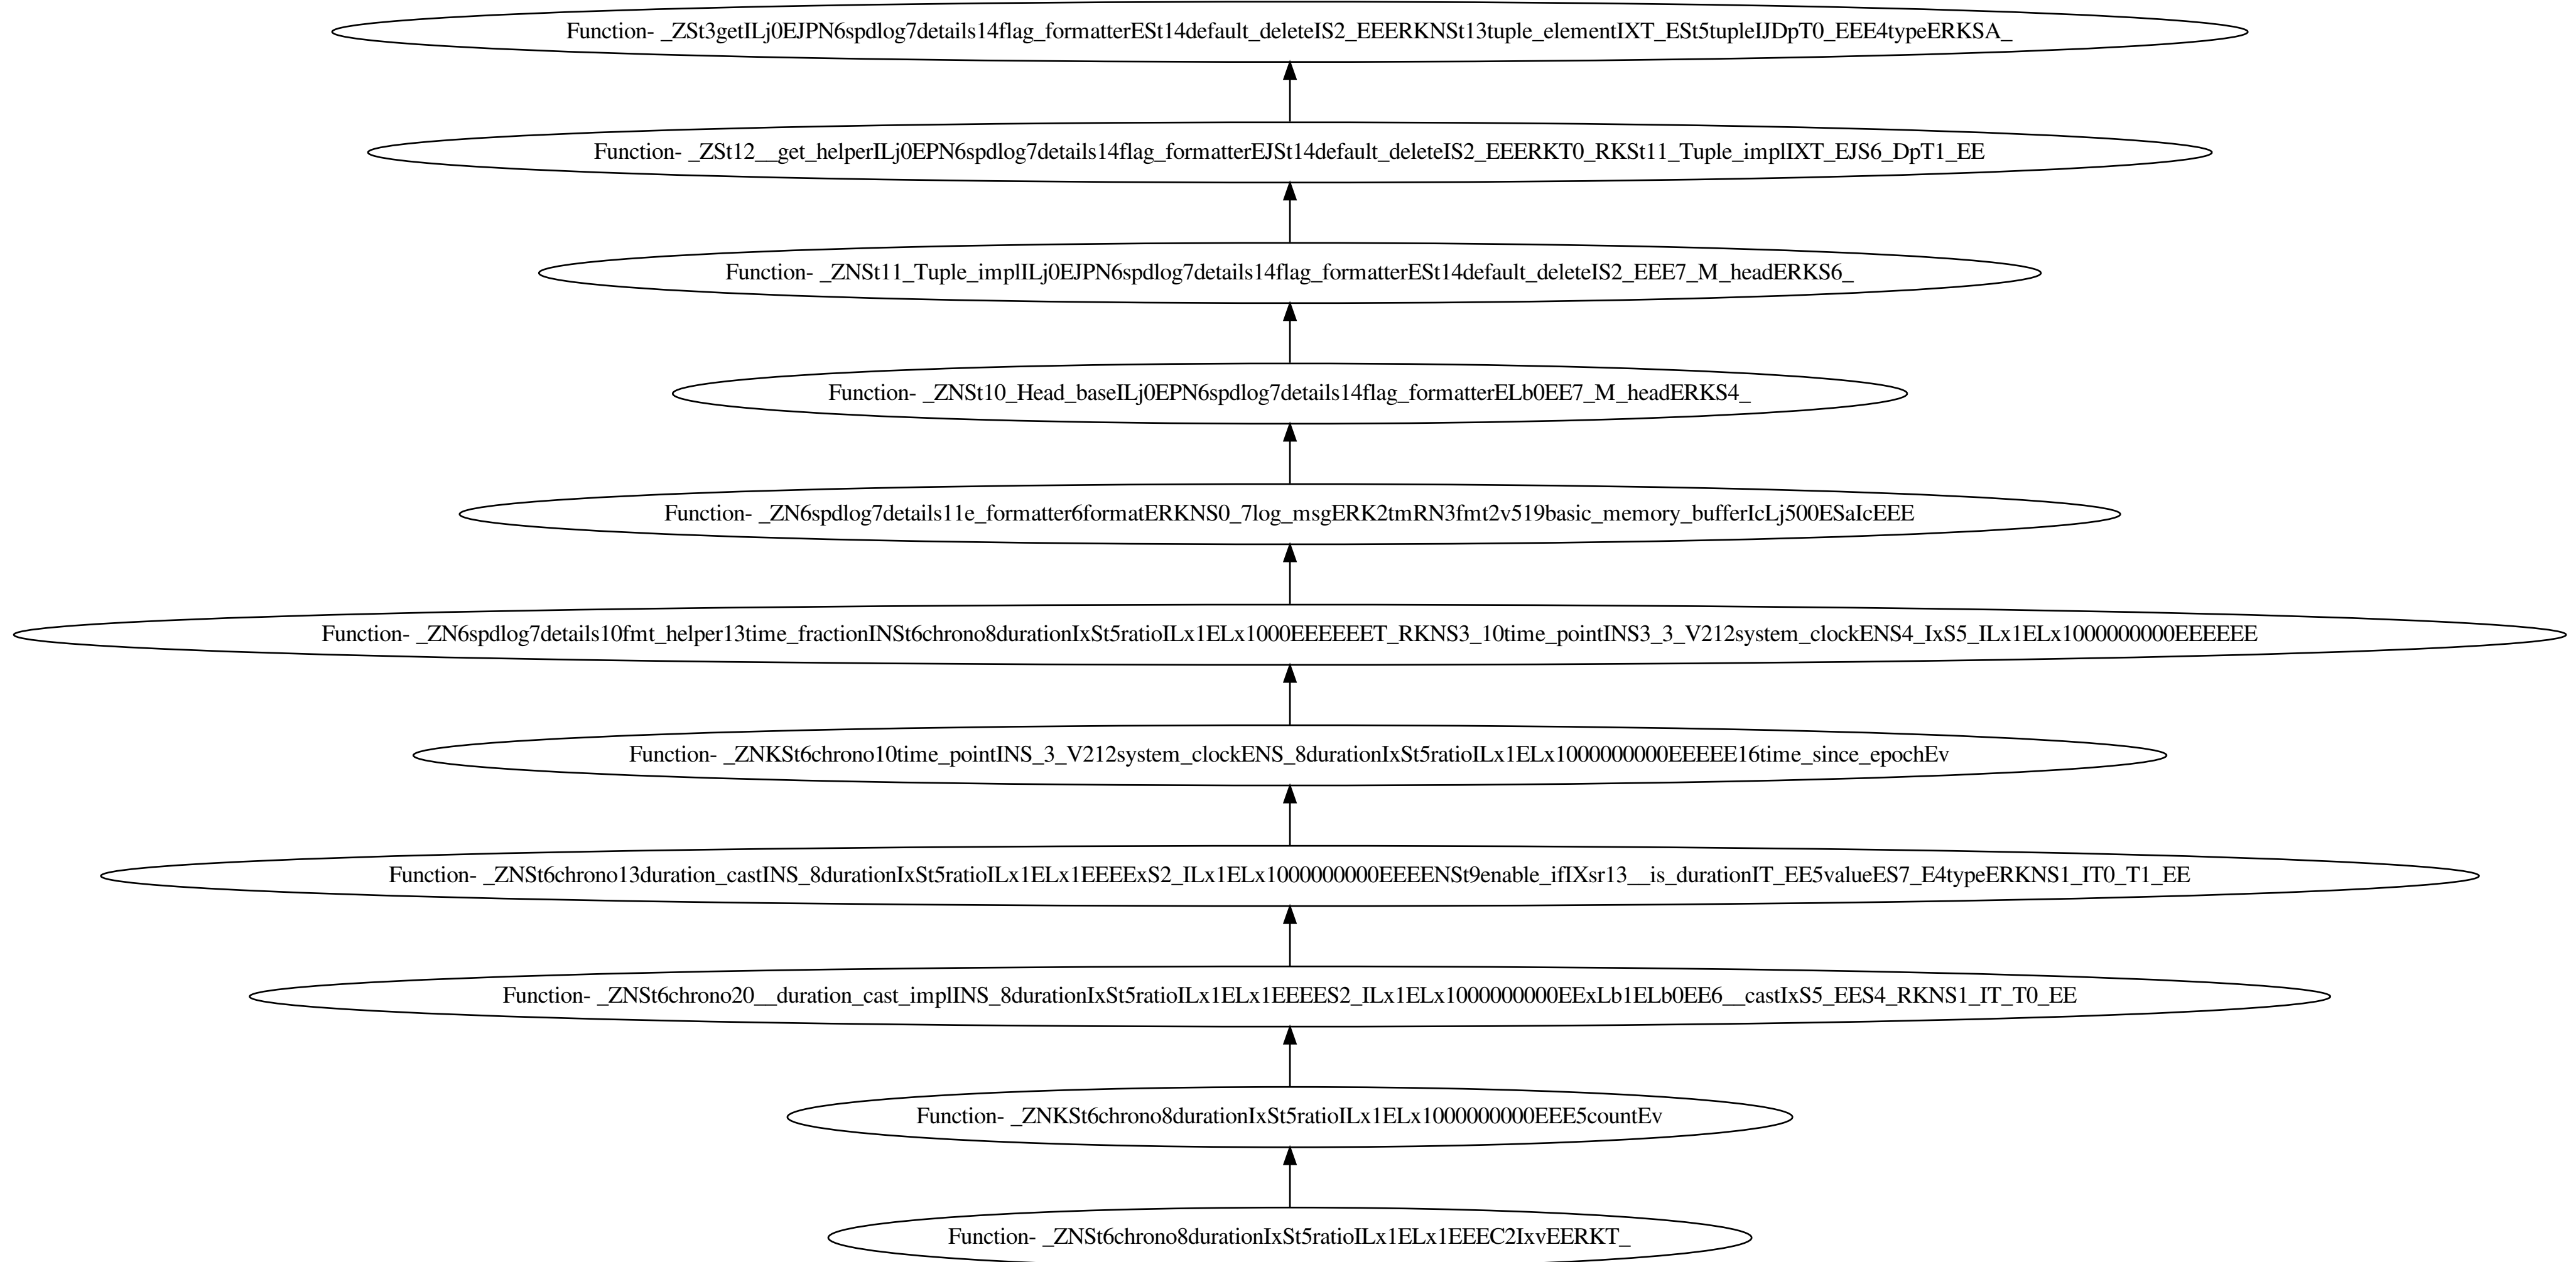 Function- _ZSt3getILj0EJPN6spdlog7details14flag_formatterESt14default_deleteIS2_EEERKNSt13tuple_elementIXT_ESt5tupleIJDpT0_EEE4typeERKSA_
Function- _ZSt12__get_helperILj0EPN6spdlog7details14flag_formatterEJSt14default_deleteIS2_EEERKT0_RKSt11_Tuple_implIXT_EJS6_DpT1_EE
Function- _ZNSt11_Tuple_implILj0EJPN6spdlog7details14flag_formatterESt14default_deleteIS2_EEE7_M_headERKS6_
Function- _ZNSt10_Head_baseILj0EPN6spdlog7details14flag_formatterELb0EE7_M_headERKS4_
Function- _ZN6spdlog7details11e_formatter6formatERKNS0_7log_msgERK2tmRN3fmt2v519basic_memory_bufferIcLj500ESaIcEEE
Function- _ZN6spdlog7details10fmt_helper13time_fractionINSt6chrono8durationIxSt5ratioILx1ELx1000EEEEEET_RKNS3_10time_pointINS3_3_V212system_clockENS4_IxS5_ILx1ELx1000000000EEEEEE
Function- _ZNKSt6chrono10time_pointINS_3_V212system_clockENS_8durationIxSt5ratioILx1ELx1000000000EEEEE16time_since_epochEv
Function- _ZNSt6chrono13duration_castINS_8durationIxSt5ratioILx1ELx1EEEExS2_ILx1ELx1000000000EEEENSt9enable_ifIXsr13__is_durationIT_EE5valueES7_E4typeERKNS1_IT0_T1_EE
Function- _ZNSt6chrono20__duration_cast_implINS_8durationIxSt5ratioILx1ELx1EEEES2_ILx1ELx1000000000EExLb1ELb0EE6__castIxS5_EES4_RKNS1_IT_T0_EE
Function- _ZNKSt6chrono8durationIxSt5ratioILx1ELx1000000000EEE5countEv
Function- _ZNSt6chrono8durationIxSt5ratioILx1ELx1EEEC2IxvEERKT_